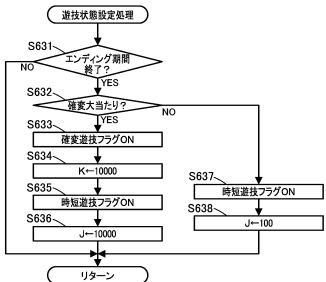 遊技状態設定処理
S631
エンディング期間
終了？
NO
YES
S632
確変大当たり？
NO
YES
S633
確変遊技フラグON
S634
K←10000
S635
時短遊技フラグON
S636
J←10000
S637
時短遊技フラグON
S638
J←100
リターン